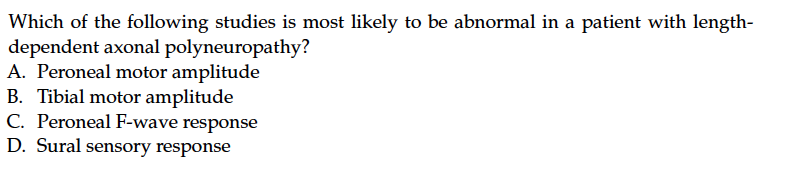 Which of the following studies is most likely to be abnormal in a patient with length-
dependent axonal polyneuropathy?
A. Peroneal motor amplitude
B. Tibial motor amplitude
C. Peroneal F-wave response
D. Sural sensory response